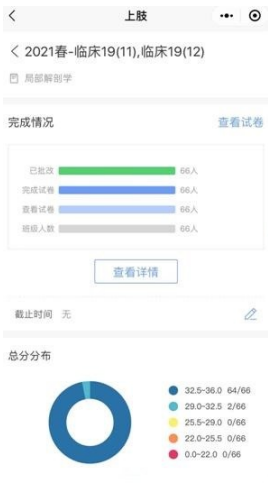 上肢
2021春-临床19(11),临床19(12)
局部解剖学
完成情况 查看试卷
已批改 66人
完成试卷 66人
查看试卷 66人
班级人数 66人
查看详情
截止时间 无
总分分布
32.5-36.0 64/66
29.0-32.5 2/66
25.5-29.0 0/66
22.0-25.5 0/66
0.0-22.0 0/66